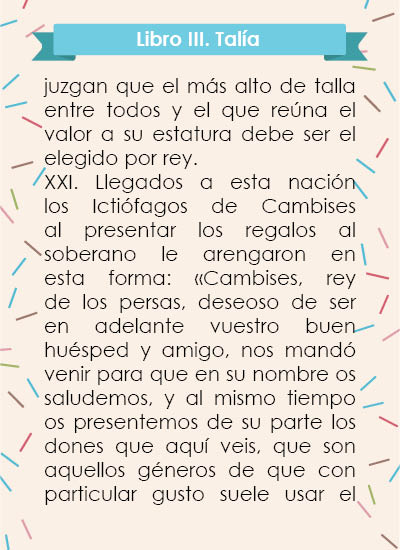 Libro III. Talía
juzgan que el más alto de talla
entre todos y el que reúna el
valor a su estatura debe ser el
elegido por rey.
XXI. Llegados a esta nación
los Ictiófagos de Cambises
al presentar los regalos al
soberano le arengaron en
esta forma: «Cambises, rey
de los persas, deseoso de ser
en adelante vuestro buen
huésped y amigo, nos mandó
venir para que en su nombre os
saludemos, y al mismo tiempo
os presentemos de su parte los
dones que aquí veis, que son
aquellos géneros de que con
particular gusto suele usar el